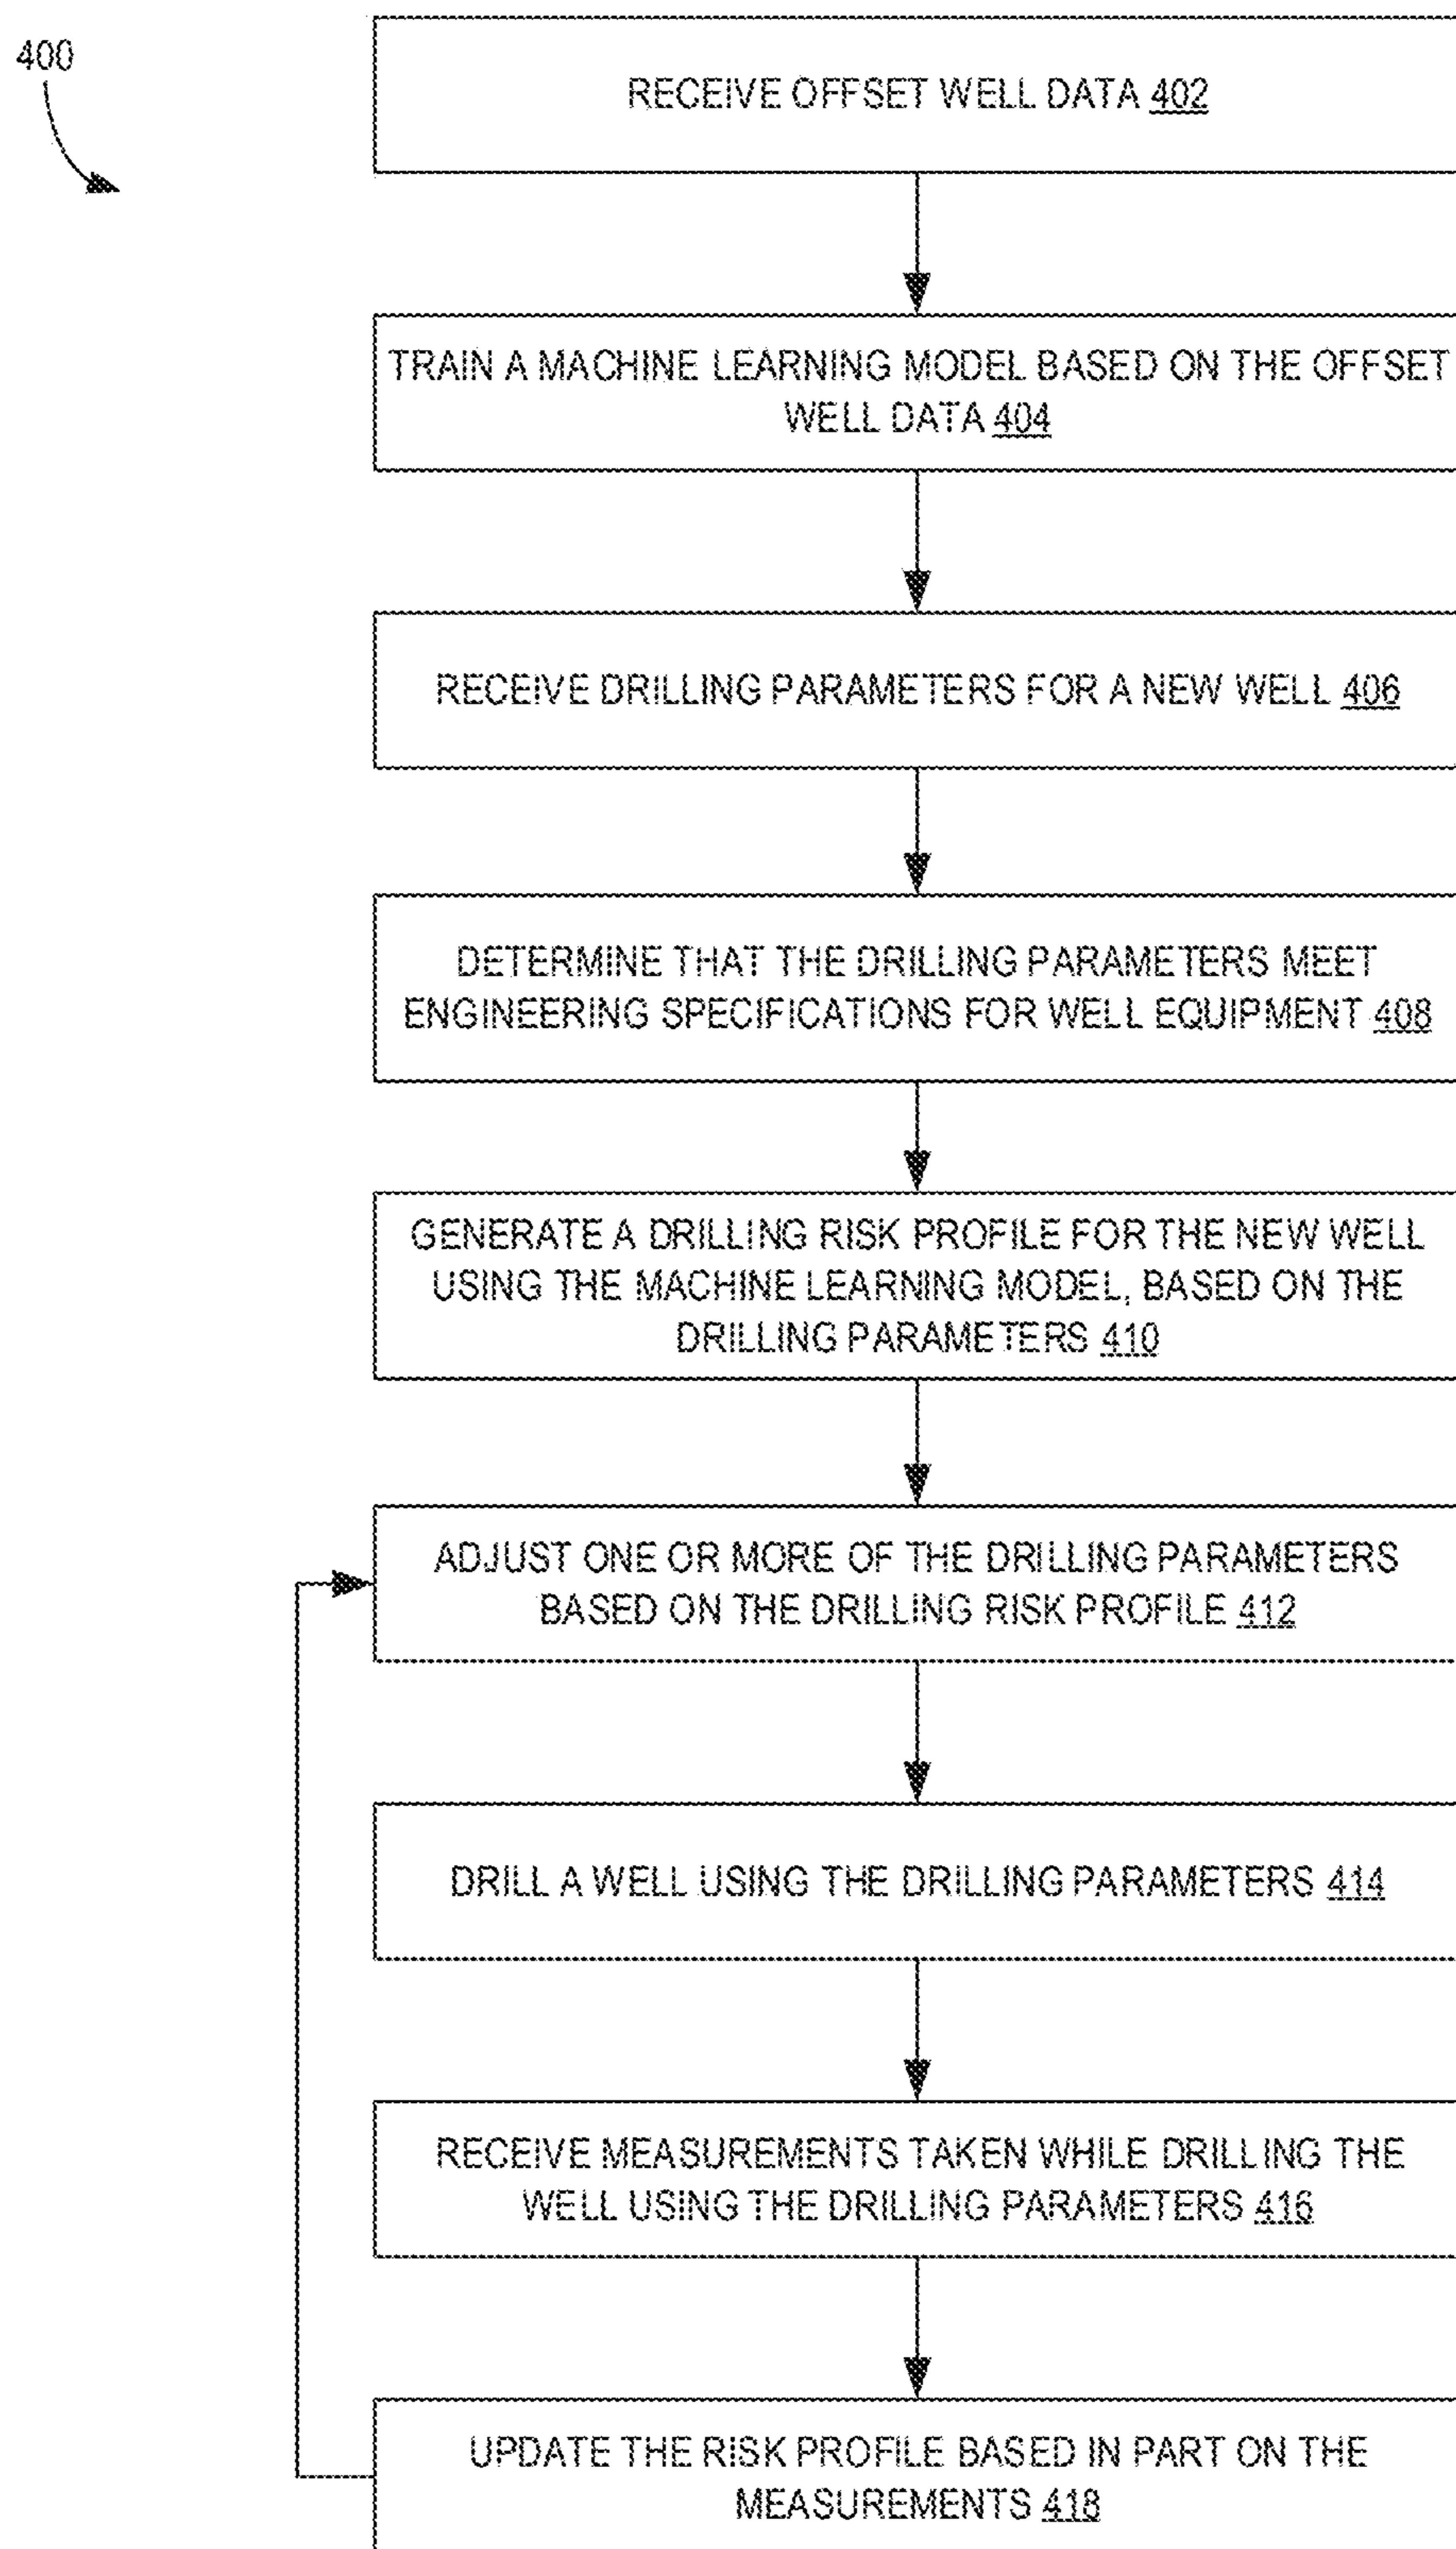 400
RECEIVE OFFSET WELL DATA 402
TRAIN A MACHINE LEARNING MODEL BASED ON THE OFFSET
WELL DATA 404
RECEIVE DRILLING PARAMETERS FOR A NEW WELL 406
DETERMINE THAT THE DRILLING PARAMETERS MEET
ENGINEERING SPECIFICATIONS FOR WELL EQUIPMENT 408
GENERATE A DRILLING RISK PROFILE FOR THE NEW WELL
USING THE MACHINE LEARNING MODEL, BASED ON THE
DRILLING PARAMETERS 410
ADJUST ONE OR MORE OF THE DRILLING PARAMETERS
BASED ON THE DRILLING RISK PROFILE 412
DRILL A WELL USING THE DRILLING PARAMETERS 414
RECEIVE MEASUREMENTS TAKEN WHILE DRILLING THE
WELL USING THE DRILLING PARAMETERS 416
UPDATE THE RISK PROFILE BASED IN PART ON THE
MEASUREMENTS 418